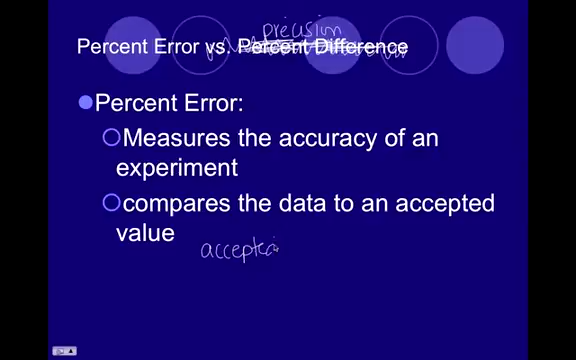 precision
Percent Error vs. Percent Difference
Percent Error:
Measures the accuracy of an
experiment
compares the data to an accepted
value
accepted